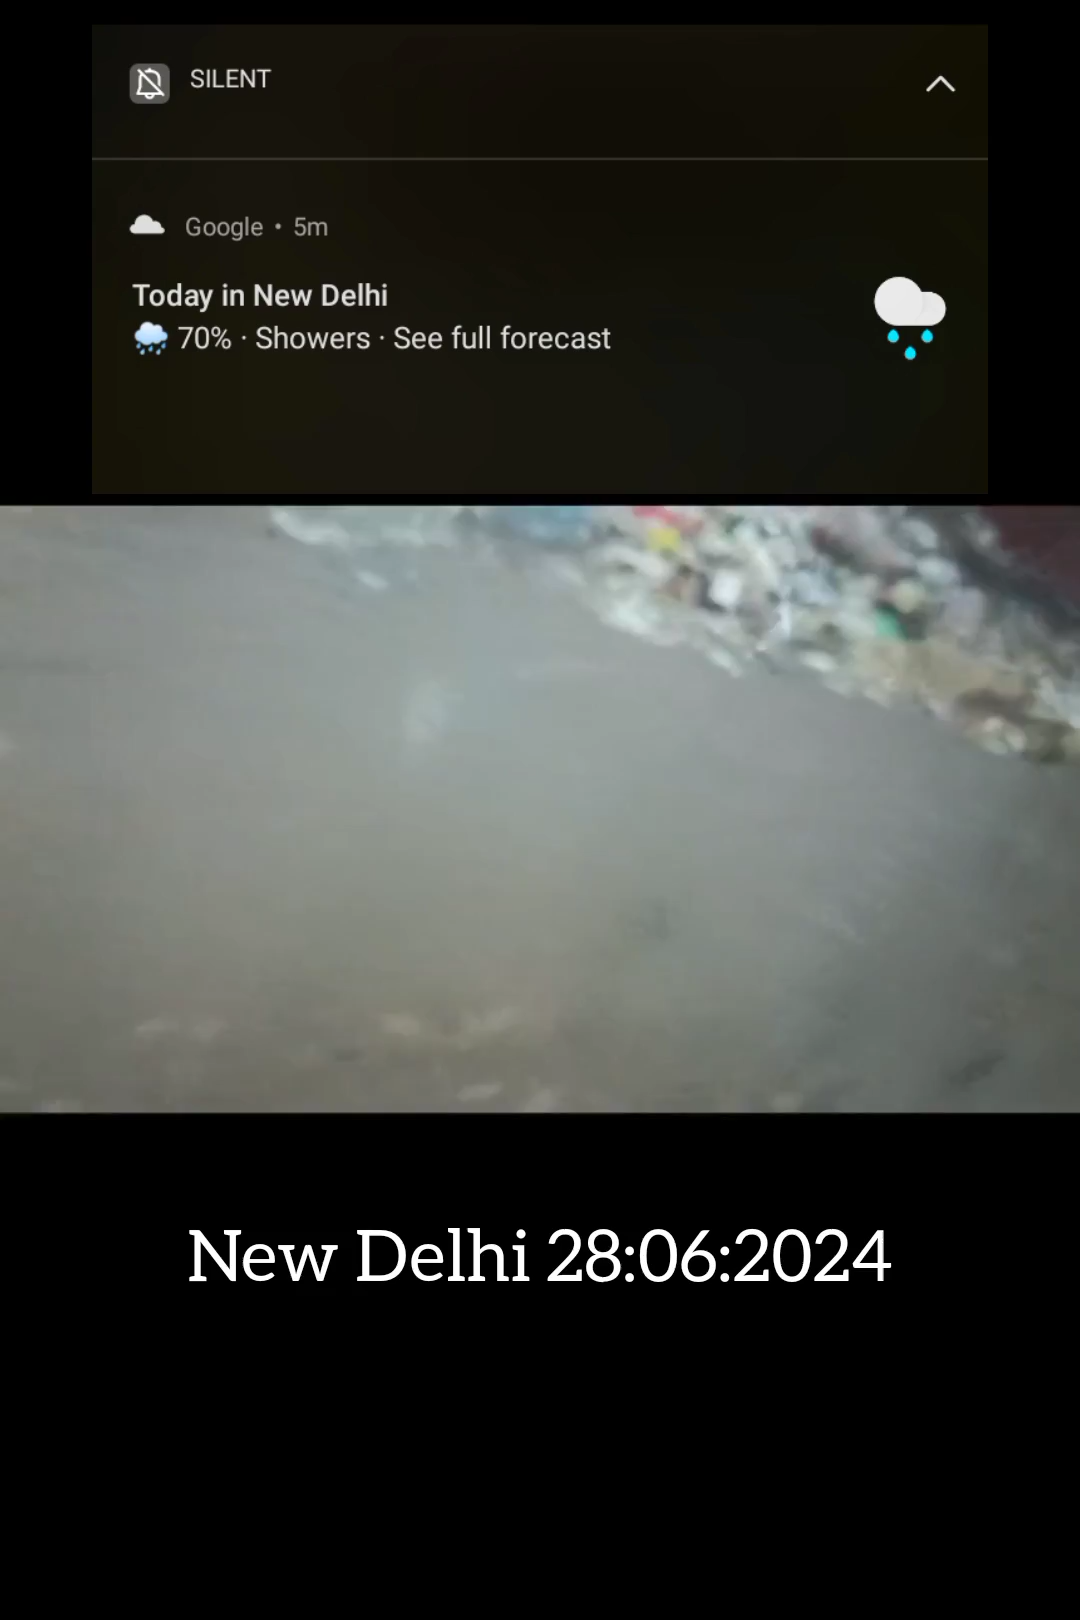 SILENT
Google • 5m
Today in New Delhi
70% · Showers · See full forecast
New Delhi 28:06:2024